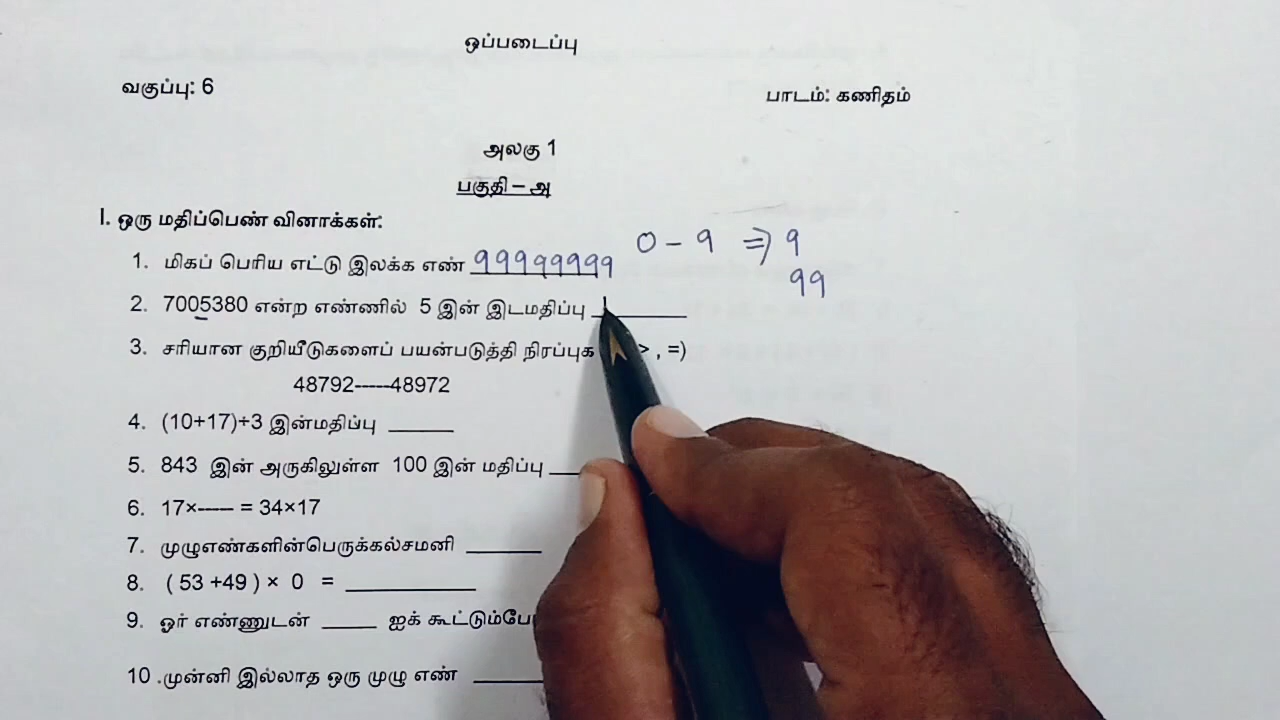 ஒப்படைப்பு
வகுப்பு: 6
பாடம்: கணிதம்
அலகு 1
பகுதி – அ
I. ஒரு மதிப்பெண் வினாக்கள்:
1. மிகப் பெரிய எட்டு இலக்க எண் 99999999
0 – 9 ⇒ 9
99
2. 7005380 என்ற எண்ணில் 5 இன் இடமதிப்பு ______
3. சரியான குறியீடுகளைப் பயன்படுத்தி நிரப்புக > , =)
48792-----48972
4. (10+17)÷3 இன்மதிப்பு ______
5. 843 இன் அருகிலுள்ள 100 இன் மதிப்பு ___
6. 17×----- = 34×17
7. முழுஎண்களின்பெருக்கல்சமனி ______
8. ( 53 +49 ) × 0 = ______
9. ஓர் எண்ணுடன் _____ ஐக் கூட்டும்
10 .முன்னி இல்லாத ஒரு முழு எண் ______